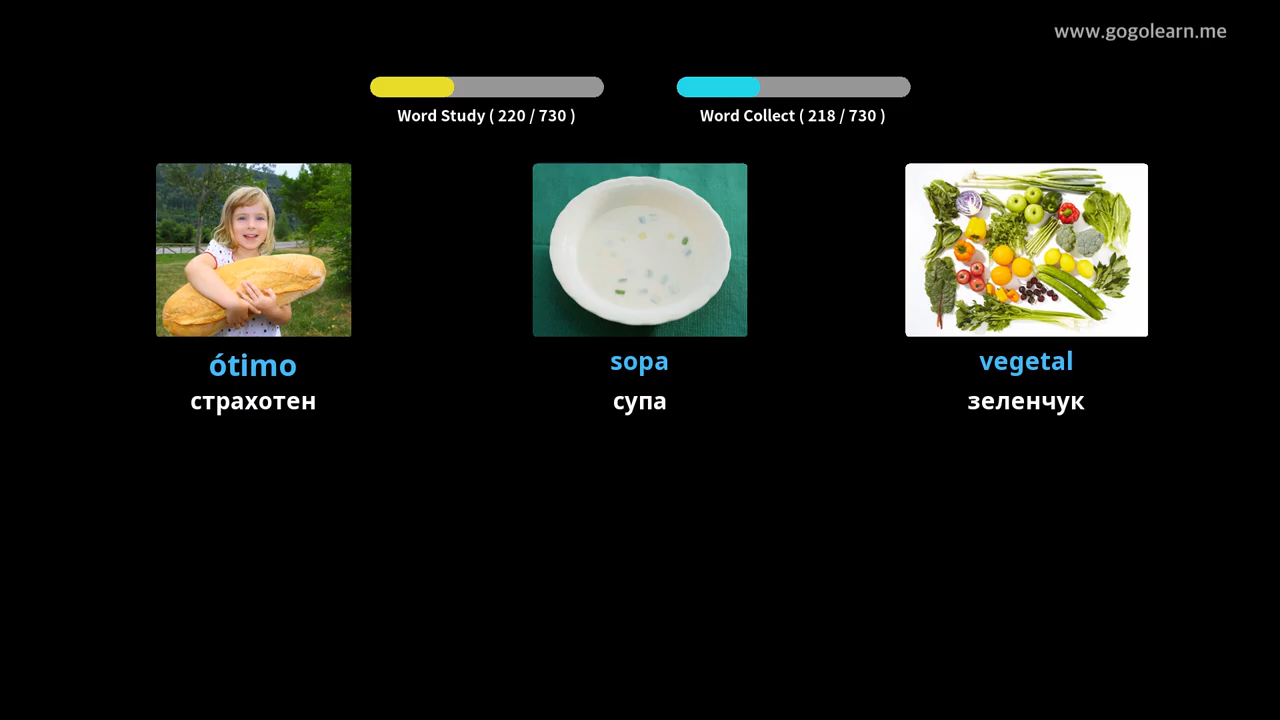 www.gogolearn.me
Word Study ( 220 / 730 )
Word Collect ( 218 / 730 )
ótimo
страхотен
sopa
супа
vegetal
зеленчук